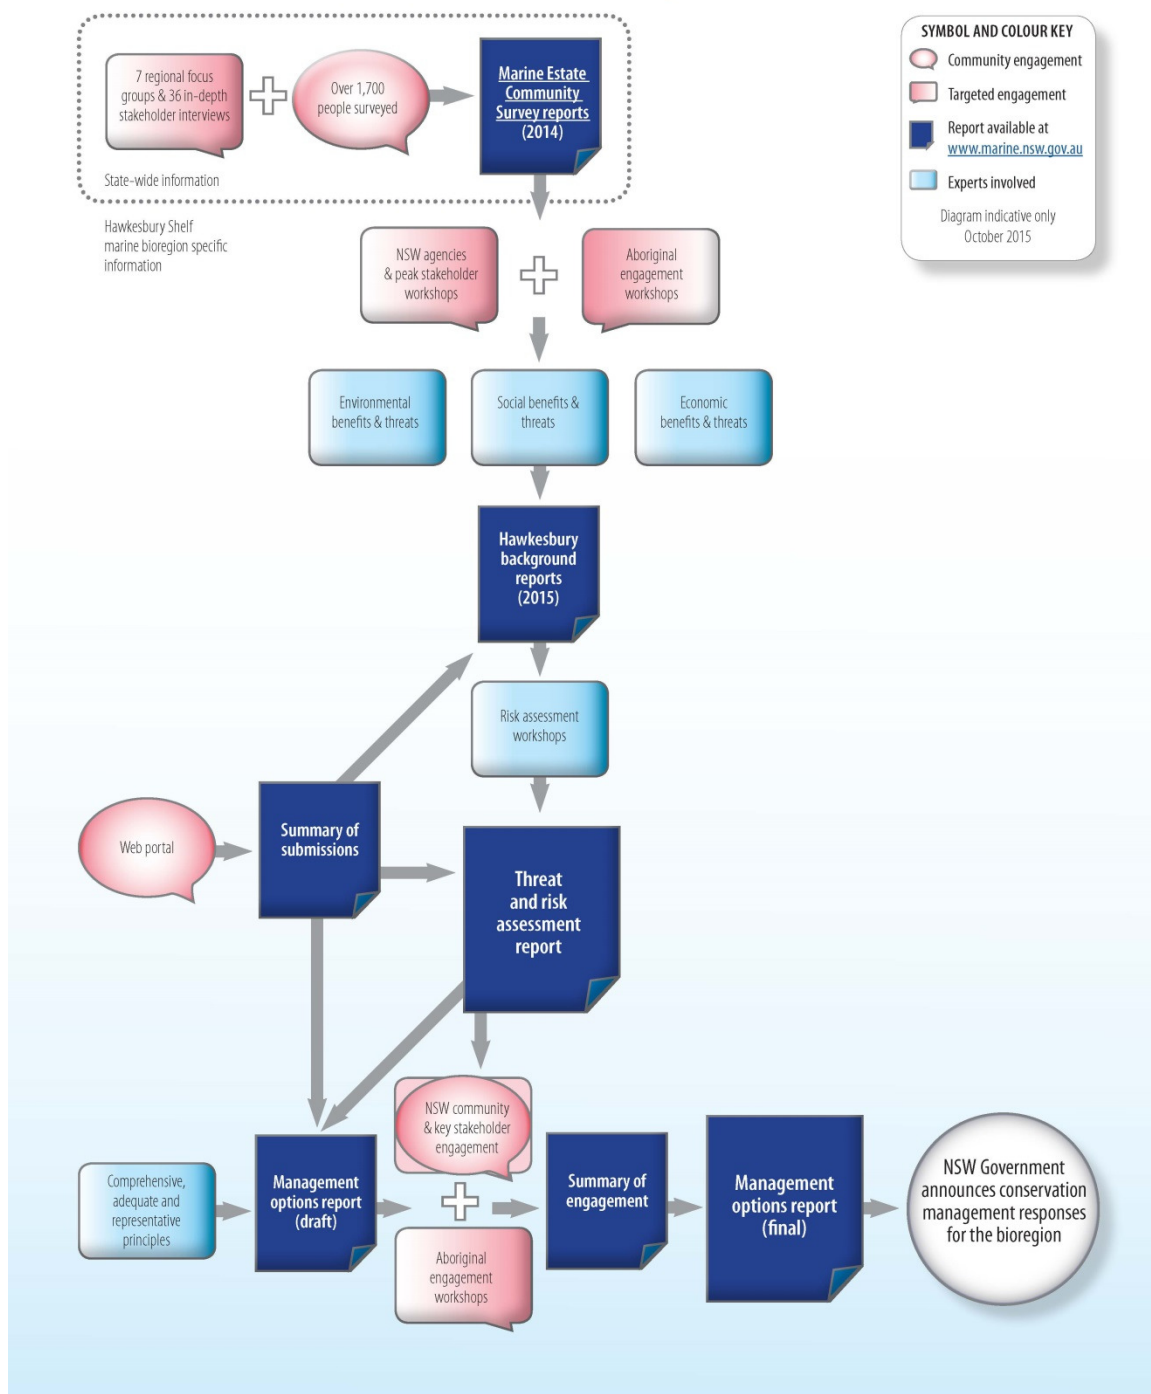 7 regional focus
groups & 36 in-depth
stakeholder interviews
Over 1,700
people surveyed
Marine Estate
Community
Survey reports
(2014)
State-wide information
SYMBOL AND COLOUR KEY
Community engagement
Targeted engagement
Report available at
www.marine.nsw.gov.au
Experts involved
Diagram indicative only
October 2015
Hawkesbury Shelf
marine bioregion specific
information
NSW agencies
& peak stakeholder
workshops
Aboriginal
engagement
workshops
Environmental
benefits & threats
Social benefits &
threats
Economic
benefits & threats
Hawkesbury
background
reports
(2015)
Risk assessment
workshops
Web portal
Summary of
submissions
Threat
and risk
assessment
report
Comprehensive,
adequate and
representative
principles
Management
options report
(draft)
NSW community
& key stakeholder
engagement
Aboriginal
engagement
workshops
Summary of
engagement
Management
options report
(final)
NSW Government
announces conservation
management responses
for the bioregion